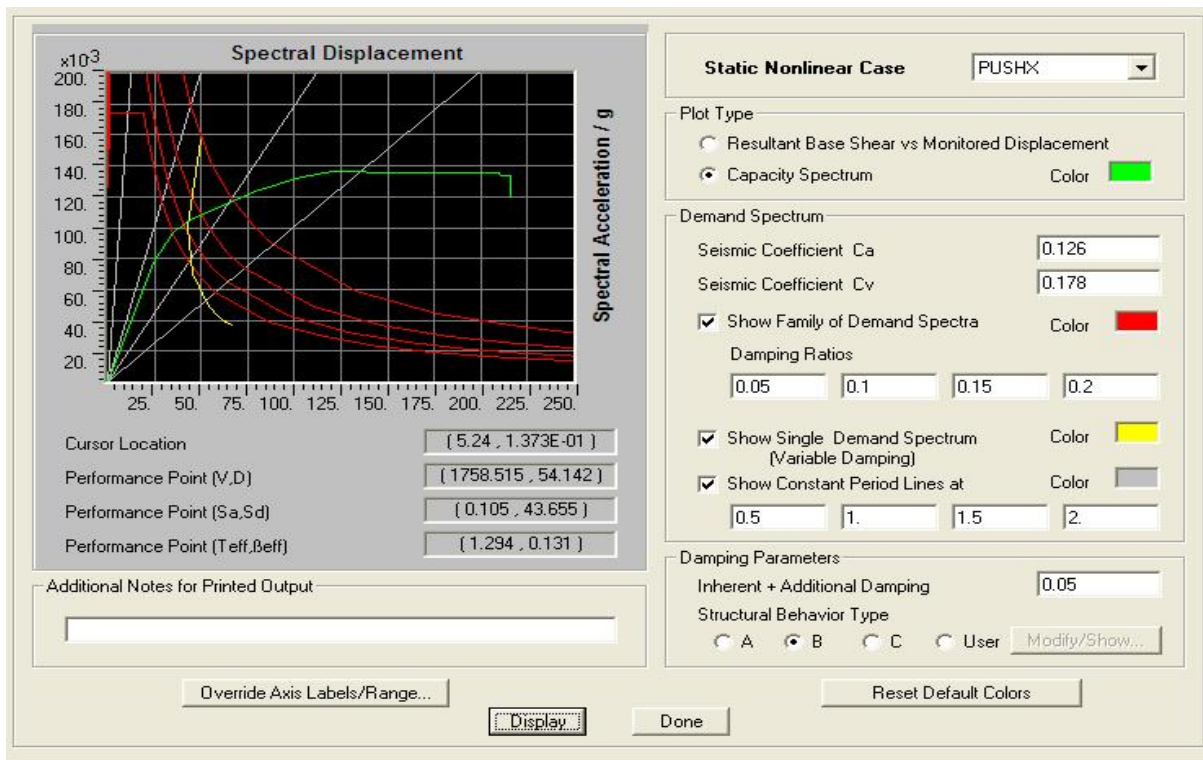 Spectral Displacement
x10-3
200.
180.
160.
140.
120.
100.
80.
60.
40.
20.
25. 50. 75. 100. 125. 150. 175. 200. 225. 250.
Spectral Acceleration / g
Cursor Location ( 5.24 , 1.373E-01 )
Performance Point (V,D) ( 1758.515 , 54.142 )
Performance Point (Sa,Sd) ( 0.105 , 43.655 )
Performance Point (Teff,ßeff) ( 1.294 , 0.131 )
Additional Notes for Printed Output
Override Axis Labels/Range...
Static Nonlinear Case PUSHX
Plot Type
Resultant Base Shear vs Monitored Displacement
Capacity Spectrum Color
Demand Spectrum
Seismic Coefficient Ca 0.126
Seismic Coefficient Cv 0.178
Show Family of Demand Spectra Color
Damping Ratios
0.05 0.1 0.15 0.2
Show Single Demand Spectrum Color
(Variable Damping)
Show Constant Period Lines at Color
0.5 1. 1.5 2.
Damping Parameters
Inherent + Additional Damping 0.05
Structural Behavior Type
A B C User Modify/Show...
Reset Default Colors
Display Done